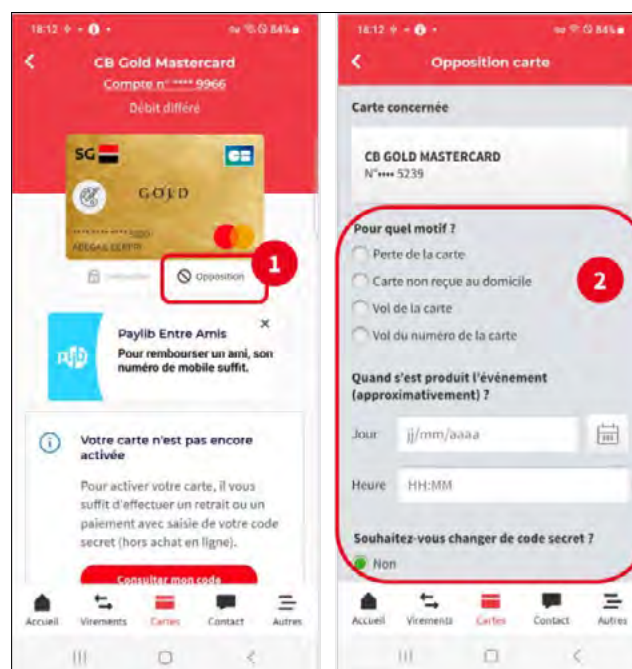 18:12
84%
CB Gold Mastercard
Compte n° **** 9966
Débit différé
SG
CB
GOLD
Opposition
1
Paylib Entre Amis
×
Pour rembourser un ami, son
numéro de mobile suffit.
plb
Votre carte n'est pas encore
activée
Pour activer votre carte, il vous
suffit d'effectuer un retrait ou un
paiement avec saisie de votre code
secret (hors achat en ligne).
Consulter mon code
Accueil
Virements
Cartes
Contact
Autres
18:12
84%
Opposition carte
Carte concernée
CB GOLD MASTERCARD
N°•••• 5239
Pour quel motif ?
Perte de la carte
Carte non reçue au domicile
2
Vol de la carte
Vol du numéro de la carte
Quand s'est produit l'événement
(approximativement) ?
Jour
jj/mm/aaaa
Heure
HH:MM
Souhaitez-vous changer de code secret ?
Non
Accueil
Virements
Cartes
Contact
Autres